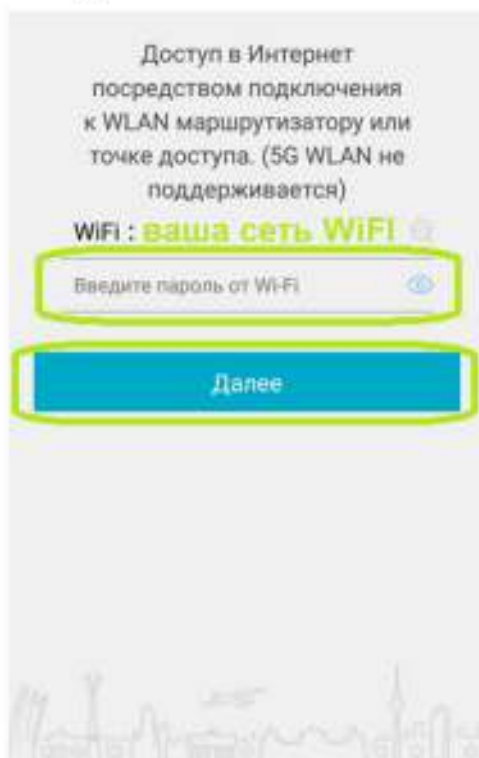 Доступ в Интернет
посредством подключения
к WLAN маршрутизатору или
точке доступа. (5G WLAN не
поддерживается)
WiFi : ваша сеть WiFI
Введите пароль от Wi-Fi
Далее